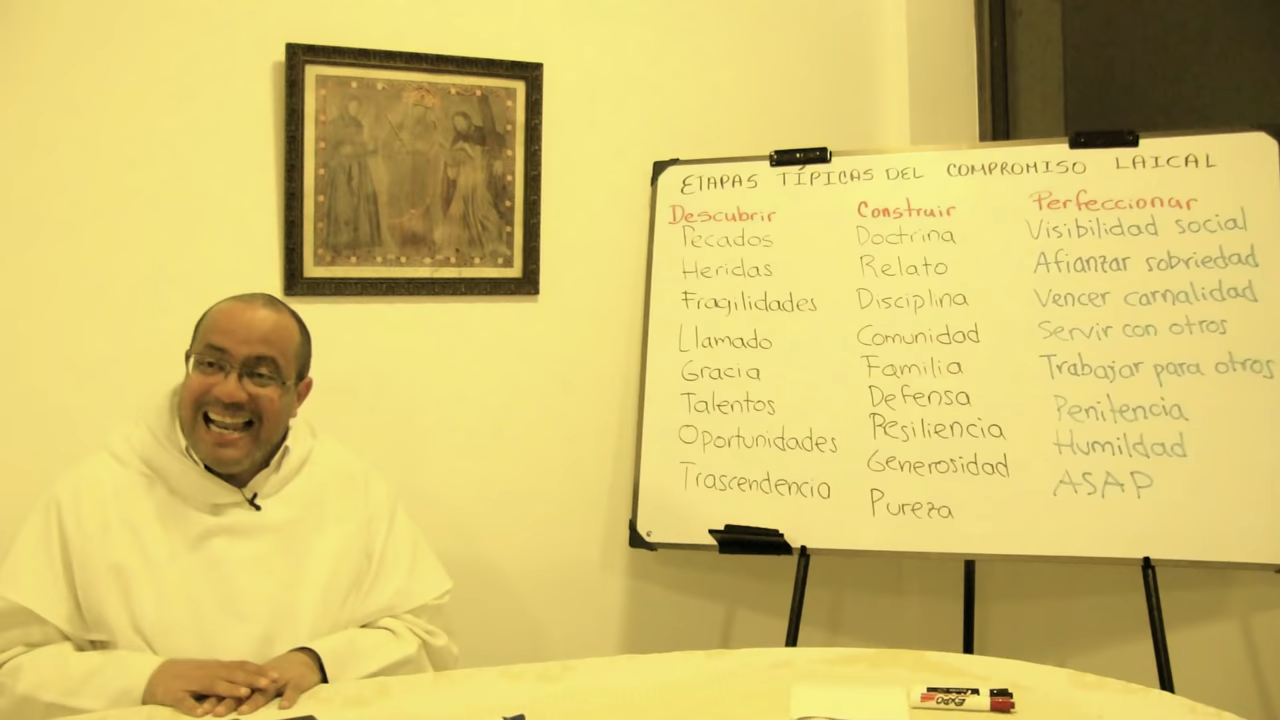 ETAPAS TÍPICAS DEL COMPROMISO LAICAL
Descubrir
Pecados
Heridas
Fragilidades
Llamado
Gracia
Talentos
Oportunidades
Trascendencia
Construir
Doctrina
Relato
Disciplina
Comunidad
Familia
Defensa
Resiliencia
Generosidad
Pureza
Perfeccionar
Visibilidad social
Afianzar sobriedad
Vencer carnalidad
Servir con otros
Trabajar para otros
Penitencia
Humildad
ASAP
EXPO